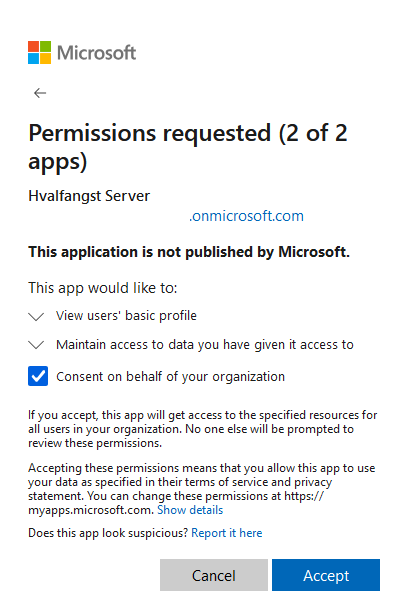 Microsoft
Permissions requested (2 of 2
apps)
Hvalfangst Server
.onmicrosoft.com
This application is not published by Microsoft.
This app would like to:
View users' basic profile
Maintain access to data you have given it access to
Consent on behalf of your organization
If you accept, this app will get access to the specified resources for
all users in your organization. No one else will be prompted to
review these permissions.
Accepting these permissions means that you allow this app to use
your data as specified in their terms of service and privacy
statement. You can change these permissions at https://
myapps.microsoft.com. Show details
Does this app look suspicious? Report it here
Cancel Accept